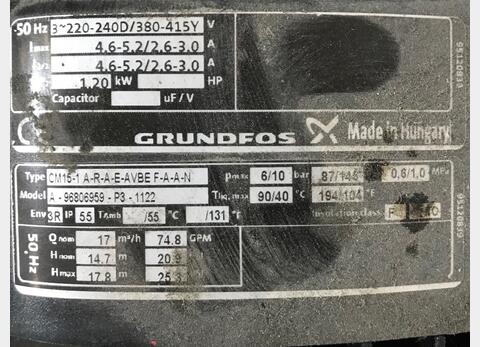 50 Hz 3~220-240D/380-415Y V
Imax 4.6-5.2/2.6-3.0 A
4.6-5.2/2.6-3.0 A
1.20 kW HP
Capacitor uF / V
95120839
GRUNDFOS Made in Hungary
Type CM15-1 A-R-A-E-AVBE F-A-A-N pmax 6/10 bar 87/145 0,6/1,0 MPa
Model A - 96806959 - P3 - 1122 Tliq.max 90/40 °C 194/104 °F
Env 3R IP 55 TAmb /55 °C /131 °F Insulation class F
95120839
50 Hz
Q nom 17 m³/h 74.8 GPM
H nom 14.7 m 20.9
H max 17.8 m